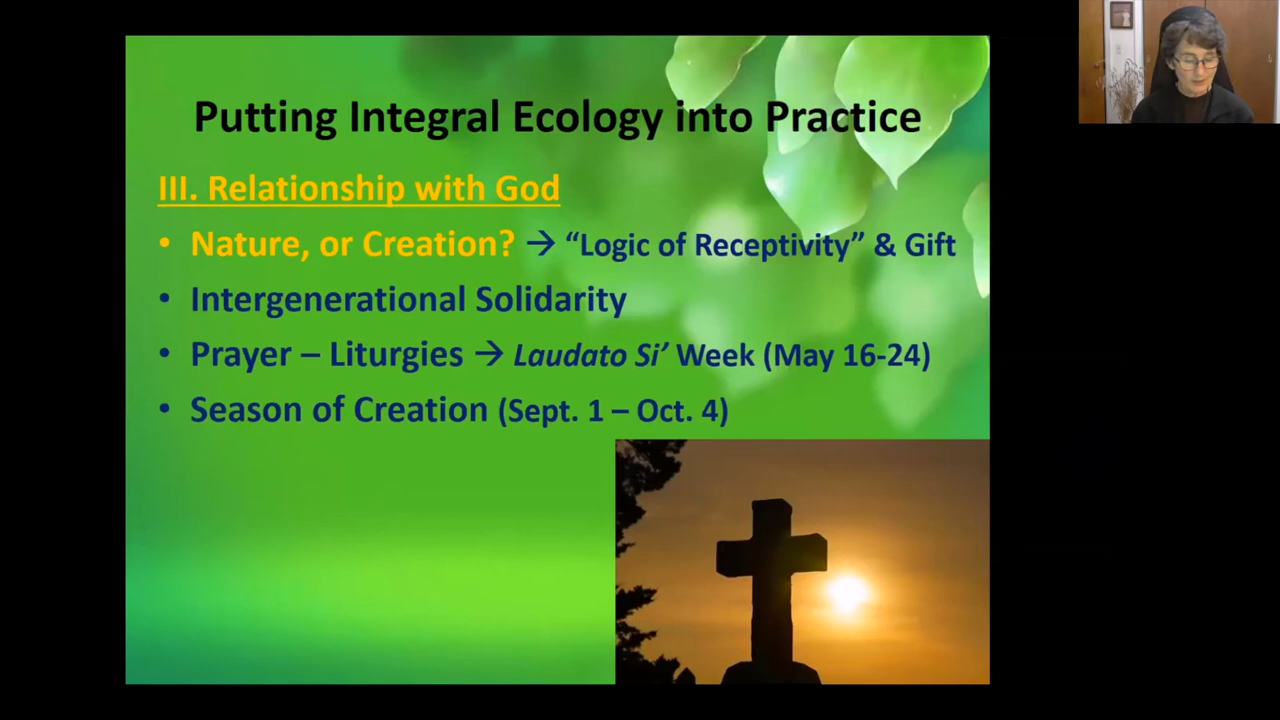 Putting Integral Ecology into Practice
III. Relationship with God
• Nature, or Creation? → “Logic of Receptivity” & Gift
• Intergenerational Solidarity
• Prayer – Liturgies → Laudato Si’ Week (May 16-24)
• Season of Creation (Sept. 1 – Oct. 4)